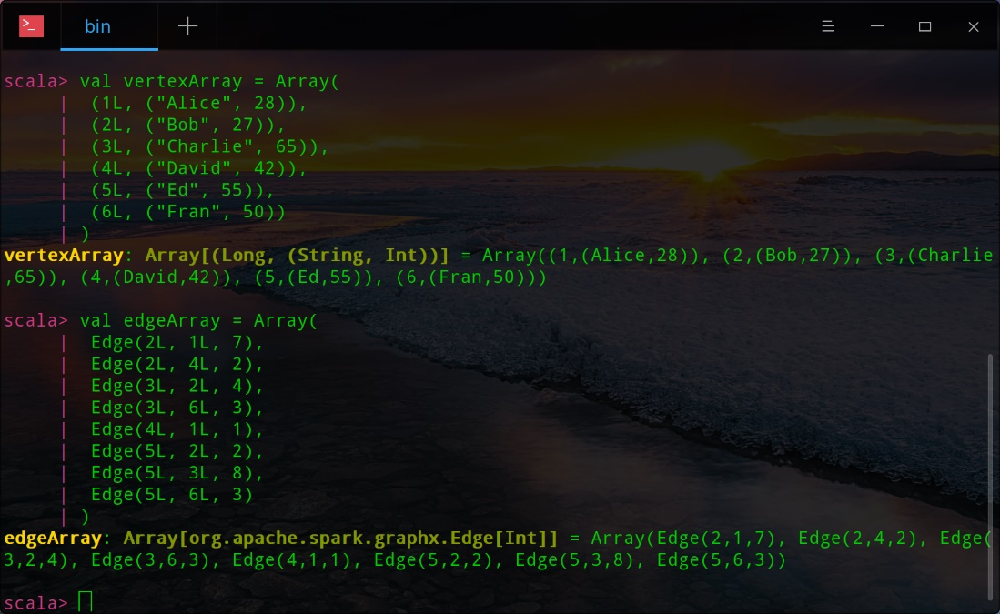 >_
bin
scala> val vertexArray = Array(
     |  (1L, ("Alice", 28)),
     |  (2L, ("Bob", 27)),
     |  (3L, ("Charlie", 65)),
     |  (4L, ("David", 42)),
     |  (5L, ("Ed", 55)),
     |  (6L, ("Fran", 50))
     | )
vertexArray: Array[(Long, (String, Int))] = Array((1,(Alice,28)), (2,(Bob,27)), (3,(Charlie
,65)), (4,(David,42)), (5,(Ed,55)), (6,(Fran,50)))
scala> val edgeArray = Array(
     |  Edge(2L, 1L, 7),
     |  Edge(2L, 4L, 2),
     |  Edge(3L, 2L, 4),
     |  Edge(3L, 6L, 3),
     |  Edge(4L, 1L, 1),
     |  Edge(5L, 2L, 2),
     |  Edge(5L, 3L, 8),
     |  Edge(5L, 6L, 3)
     | )
edgeArray: Array[org.apache.spark.graphx.Edge[Int]] = Array(Edge(2,1,7), Edge(2,4,2), Edge(
3,2,4), Edge(3,6,3), Edge(4,1,1), Edge(5,2,2), Edge(5,3,8), Edge(5,6,3))
scala>